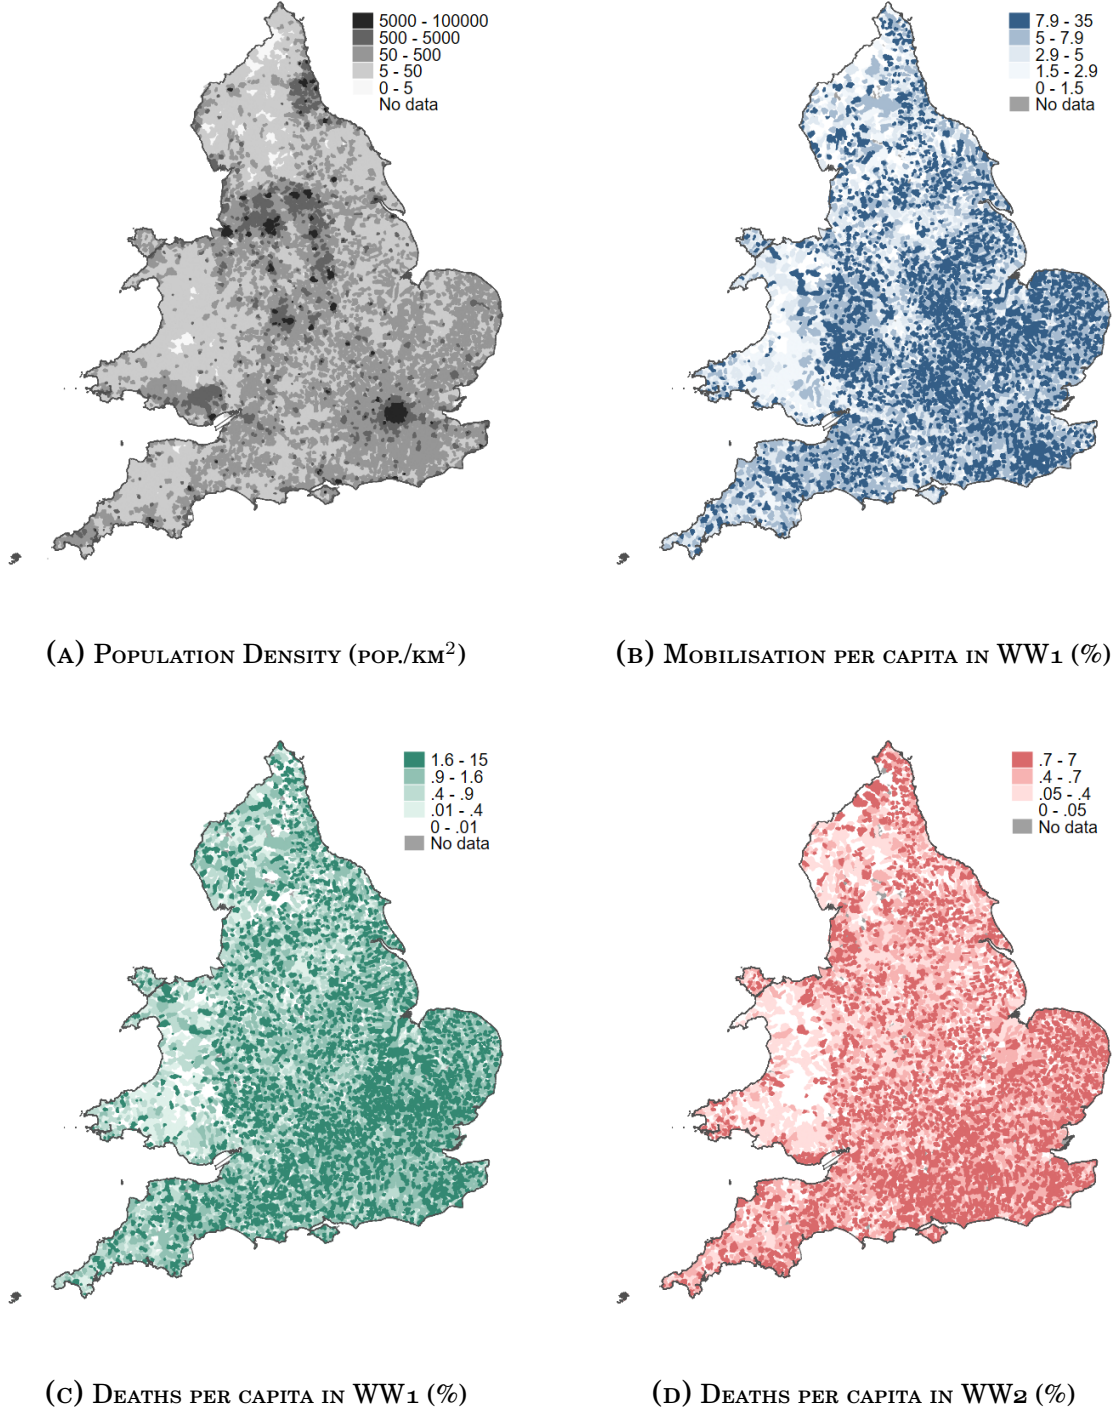 5000 - 100000
500 - 5000
50 - 500
5 - 50
0 - 5
No data
7.9 - 35
5 - 7.9
2.9 - 5
1.5 - 2.9
0 - 1.5
No data
(A) Population Density (pop./km²)
(B) Mobilisation per capita in WW1 (%)
1.6 - 15
.9 - 1.6
.4 - .9
.01 - .4
0 - .01
No data
.7 - 7
.4 - .7
.05 - .4
0 - .05
No data
(C) Deaths per capita in WW1 (%)
(D) Deaths per capita in WW2 (%)